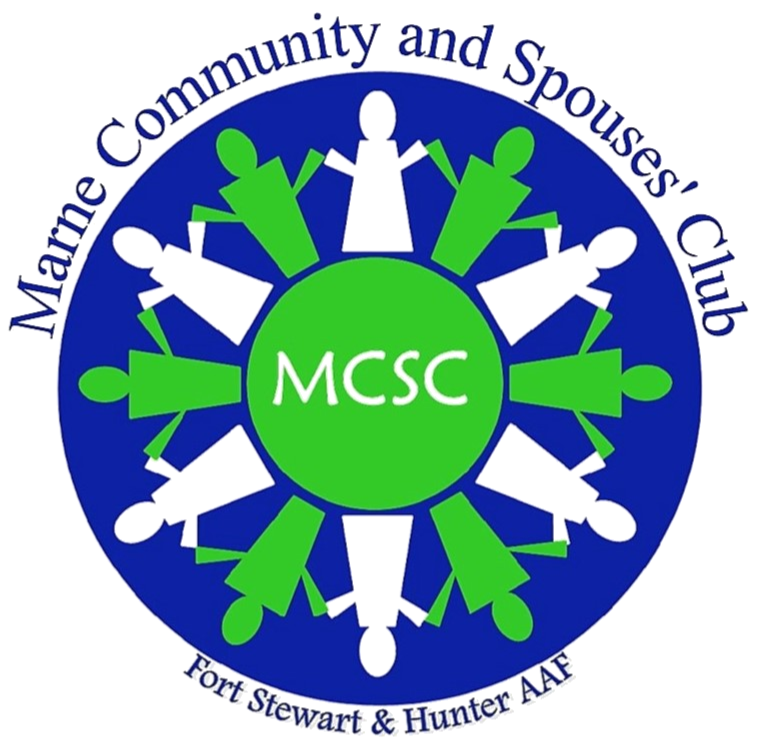 Marne Community and Spouses' Club
MCSC
Fort Stewart & Hunter AAF